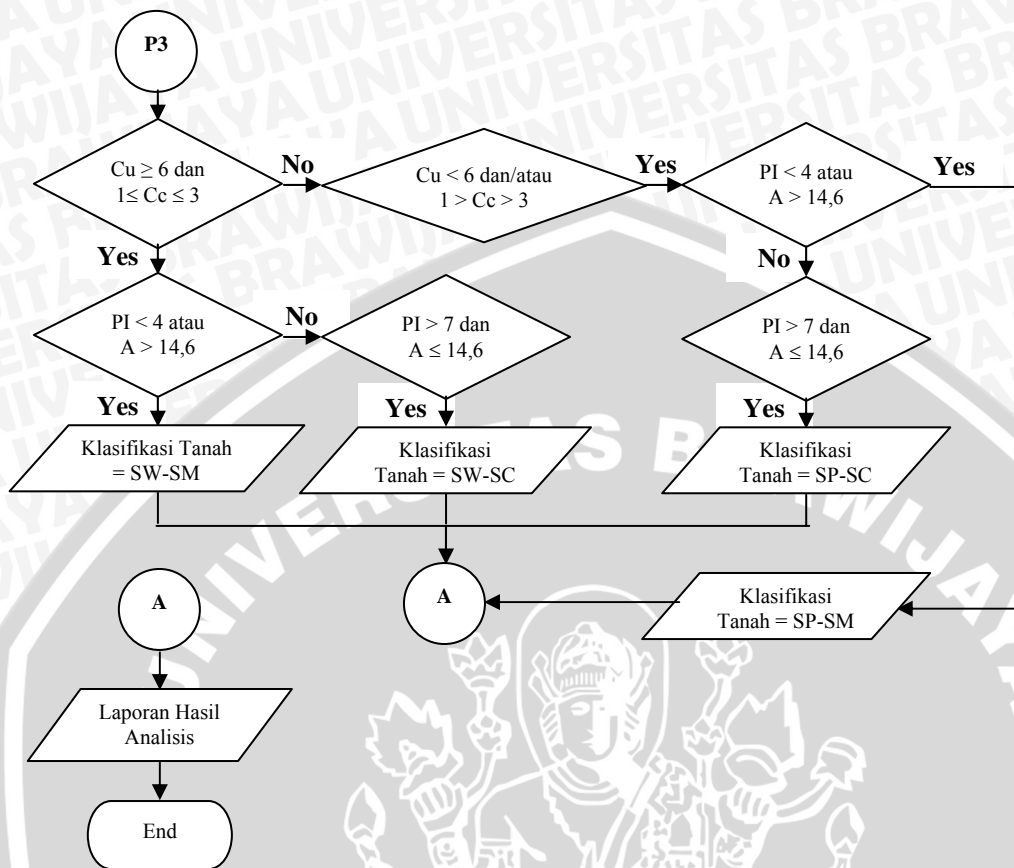 P3
Cu ≥ 6 dan
1≤ Cc ≤ 3
No
Cu < 6 dan/atau
1 > Cc > 3
Yes
PI < 4 atau
A > 14,6
Yes
Yes
No
PI < 4 atau
A > 14,6
No
PI > 7 dan
A ≤ 14,6
PI > 7 dan
A ≤ 14,6
Yes
Yes
Yes
Klasifikasi Tanah
= SW-SM
Klasifikasi
Tanah = SW-SC
Klasifikasi
Tanah = SP-SC
A
A
Klasifikasi
Tanah = SP-SM
Laporan Hasil
Analisis
End
UNIVERSITAS BRAWIJAYA